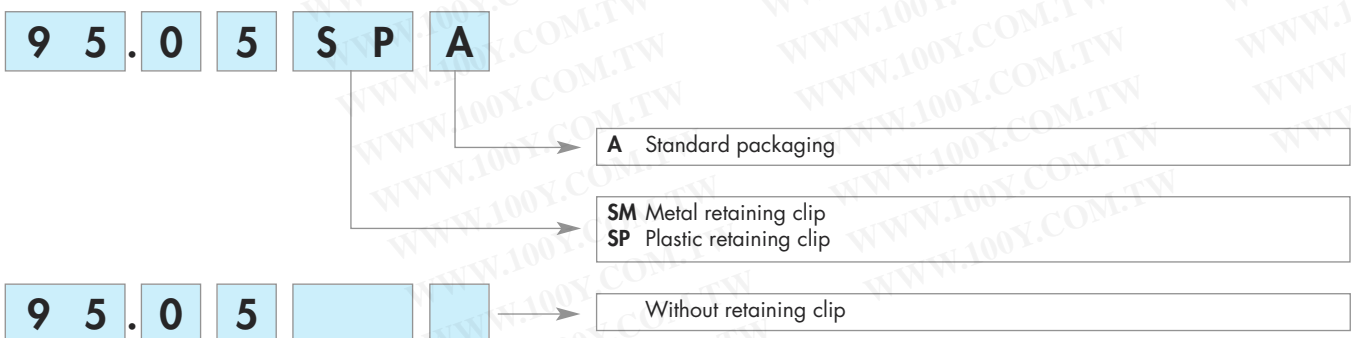 9 5.0 5 S P A
A Standard packaging
SM Metal retaining clip
SP Plastic retaining clip
9 5.0 5
Without retaining clip
WWW.100Y.COM.TW